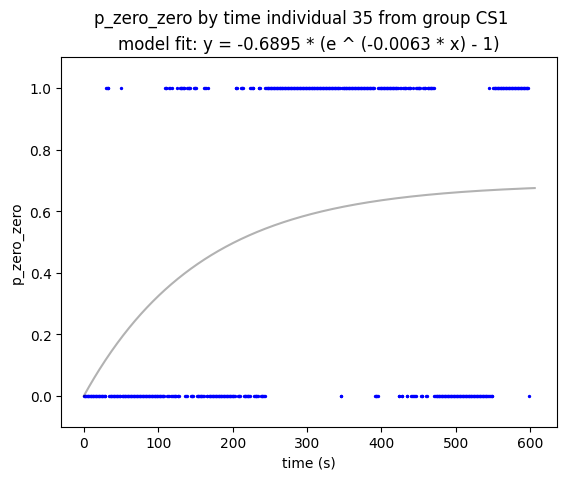 p_zero_zero by time individual 35 from group CS1
model fit: y = -0.6895 * (e ^ (-0.0063 * x) - 1)
1.0
0.8
0.6
0.4
0.2
0.0
p_zero_zero
0 100 200 300 400 500 600
time (s)